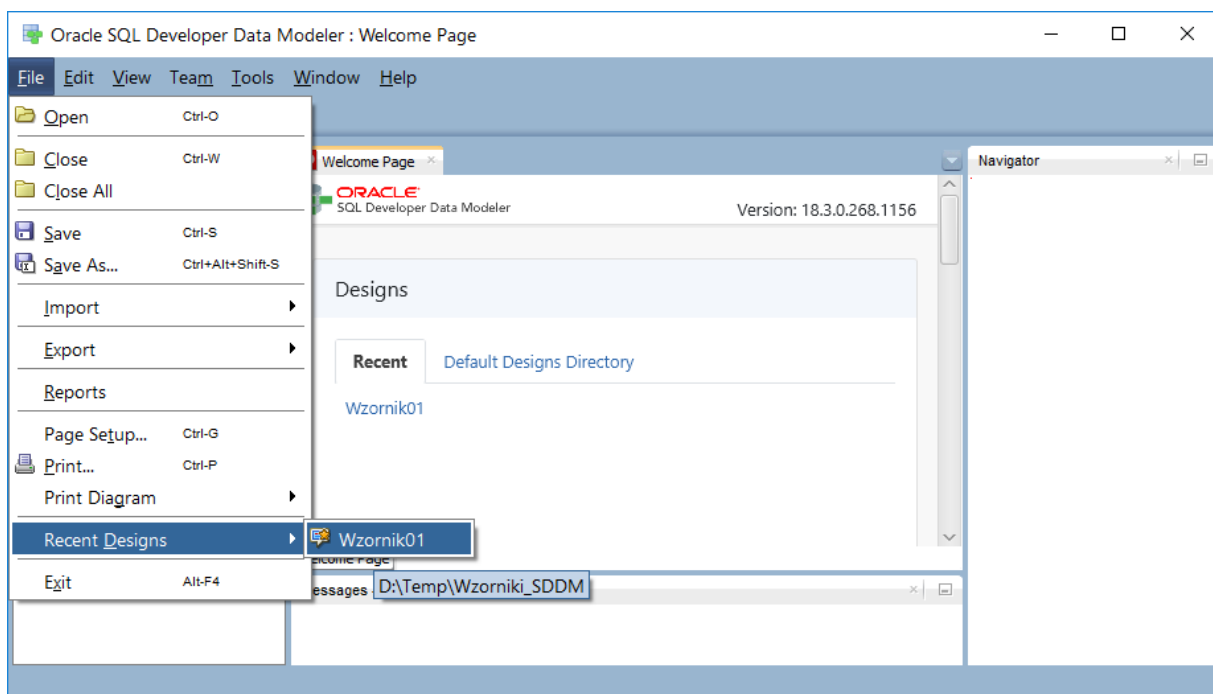 Oracle SQL Developer Data Modeler : Welcome Page
File Edit View Team Tools Window Help
Open Ctrl-O
Close Ctrl-W
Close All
Save Ctrl-S
Save As... Ctrl+Alt+Shift-S
Import
Export
Reports
Page Setup... Ctrl-G
Print... Ctrl-P
Print Diagram
Recent Designs
Exit Alt-F4
Wzornik01
D:\Temp\Wzorniki_SDDM
Welcome Page
ORACLE
SQL Developer Data Modeler
Version: 18.3.0.268.1156
Designs
Recent Default Designs Directory
Wzornik01
elcome Page
essages
Navigator